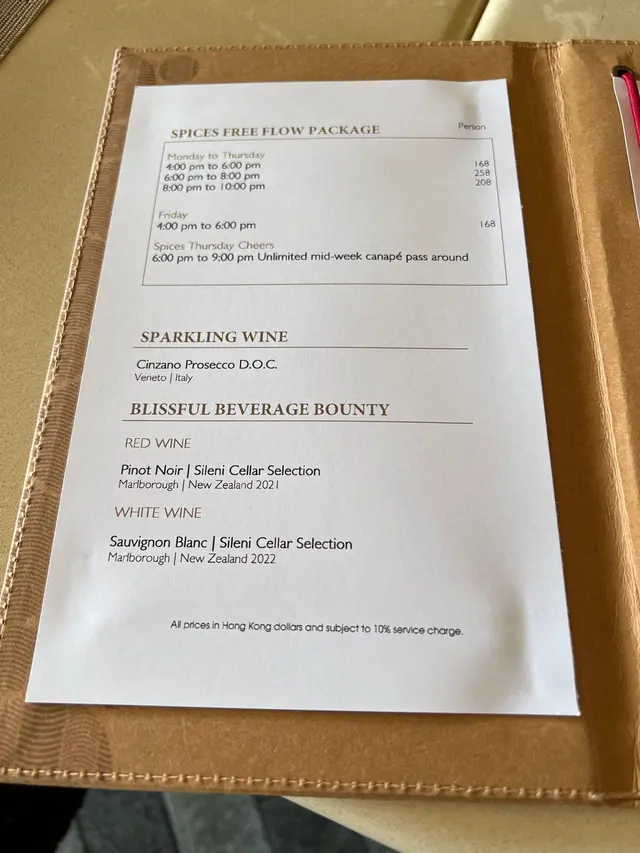 SPICES FREE FLOW PACKAGE Person
Monday to Thursday
4:00 pm to 6:00 pm 168
6:00 pm to 8:00 pm 258
8:00 pm to 10:00 pm 208
Friday
4:00 pm to 6:00 pm 168
Spices Thursday Cheers
6:00 pm to 9:00 pm Unlimited mid-week canapé pass around
SPARKLING WINE
Cinzano Prosecco D.O.C.
Veneto | Italy
BLISSFUL BEVERAGE BOUNTY
RED WINE
Pinot Noir | Sileni Cellar Selection
Marlborough | New Zealand 2021
WHITE WINE
Sauvignon Blanc | Sileni Cellar Selection
Marlborough | New Zealand 2022
All prices in Hong Kong dollars and subject to 10% service charge.